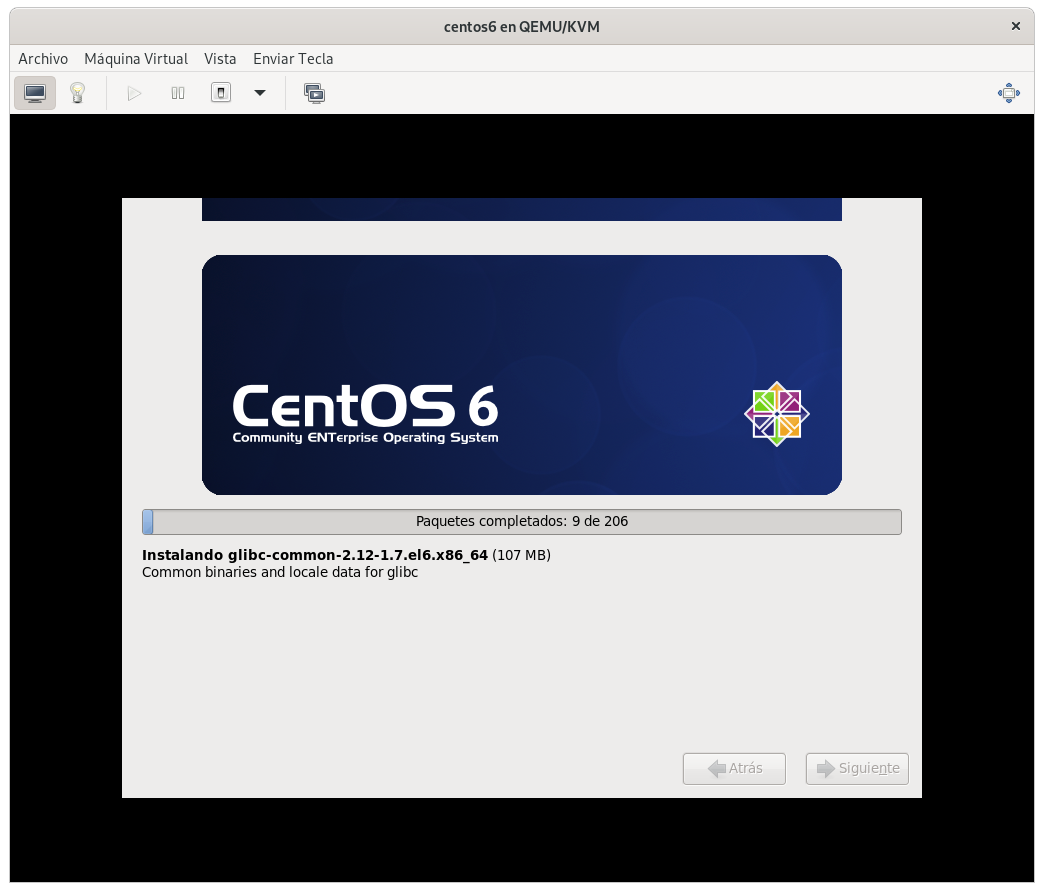 centos6 en QEMU/KVM
Archivo Máquina Virtual Vista Enviar Tecla
CentOS 6
Community ENTerprise Operating System
Paquetes completados: 9 de 206
Instalando glibc-common-2.12-1.7.el6.x86_64 (107 MB)
Common binaries and locale data for glibc
Atrás Siguiente